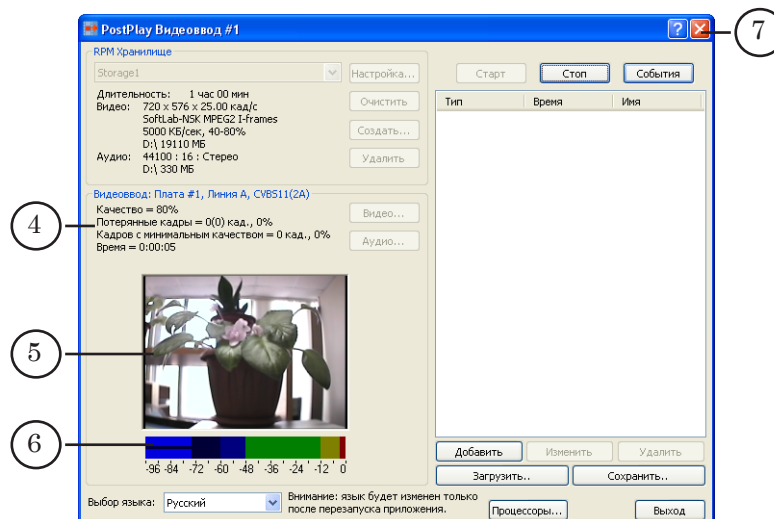 PostPlay Видеоввод #1
7
RPM Хранилище
Storage1
Настройка...
Старт
Стоп
События
Длительность: 1 час 00 мин
Видео: 720 x 576 x 25.00 кад/с
SoftLab-NSK MPEG2 I-frames
5000 КБ/сек, 40-80%
D:\ 19110 МБ
Аудио: 44100 : 16 : Стерео
D:\ 330 МБ
Очистить
Создать...
Удалить
Тип Время Имя
Видеоввод: Плата #1, Линия A, CVBS11(2A)
4
Качество = 80%
Потерянные кадры = 0(0) кад., 0%
Кадров с минимальным качеством = 0 кад., 0%
Время = 0:00:05
Видео...
Аудио...
5
6
-96 -84 -72 -60 -48 -36 -24 -12 0
Добавить
Изменить
Удалить
Загрузить..
Сохранить..
Выбор языка: Русский
Внимание: язык будет изменен только
после перезапуска приложения.
Процессоры...
Выход